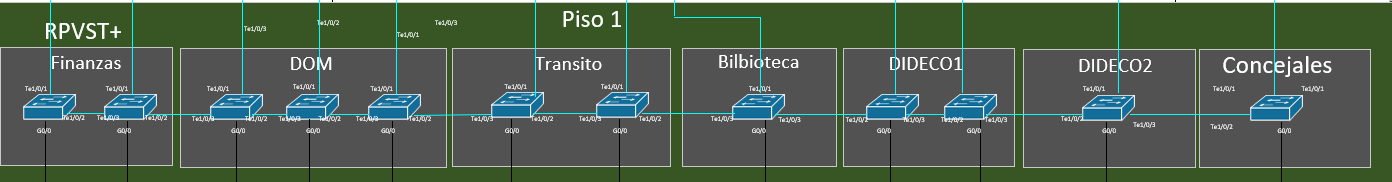 RPVST+
Piso 1
Te1/0/3
Te1/0/2
Te1/0/1
Te1/0/3
Finanzas
DOM
Transito
Bilbioteca
DIDECO1
DIDECO2
Concejales
Te1/0/1
Te1/0/1
Te1/0/1
Te1/0/1
Te1/0/1
Te1/0/1
Te1/0/1
Te1/0/1
Te1/0/1
Te1/0/1
Te1/0/1
Te1/0/1
Te1/0/1
Te1/0/2
Te1/0/3
Te1/0/2
Te1/0/3
Te1/0/3
Te1/0/2
Te1/0/3
Te1/0/2
Te1/0/3
Te1/0/2
Te1/0/3
Te1/0/2
Te1/0/3
Te1/0/3
Te1/0/2
Te1/0/3
Te1/0/2
Te1/0/3
Te1/0/2
Te1/0/3
Te1/0/2
G0/0
G0/0
G0/0
G0/0
G0/0
G0/0
G0/0
G0/0
G0/0
G0/0
G0/0
G0/0